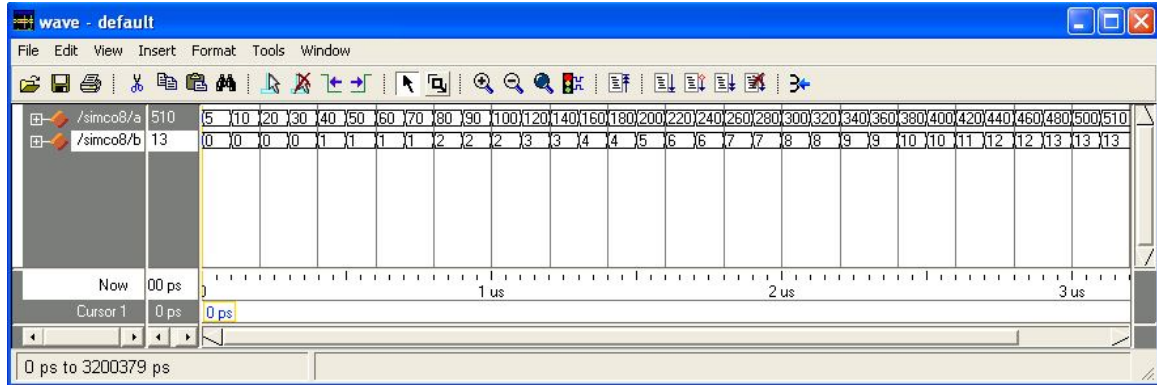 wave - default
File Edit View Insert Format Tools Window
/simco8/a 510 5 10 20 30 40 50 60 70 80 90 100 120 140 160 180 200 220 240 260 280 300 320 340 360 380 400 420 440 460 480 500 510
/simco8/b 13 0 0 0 0 1 1 1 1 2 2 2 3 3 4 4 5 6 6 7 7 8 8 9 9 10 10 11 12 12 13 13 13
Now 00 ps 1 us 2 us 3 us
Cursor 1 0 ps 0 ps
0 ps to 3200379 ps